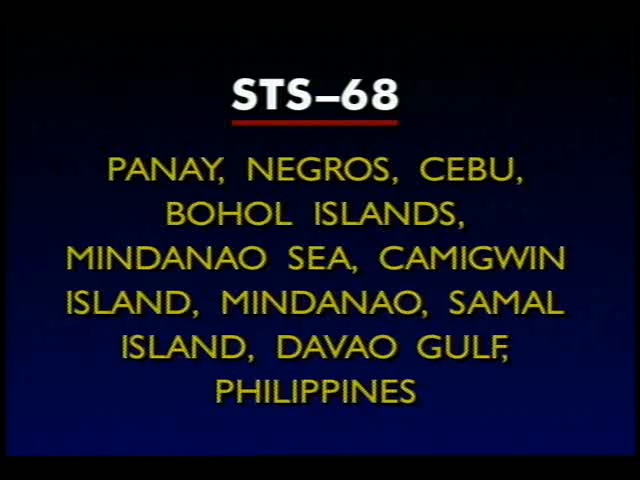 STS–68
PANAY, NEGROS, CEBU,
BOHOL ISLANDS,
MINDANAO SEA, CAMIGWIN
ISLAND, MINDANAO, SAMAL
ISLAND, DAVAO GULF,
PHILIPPINES